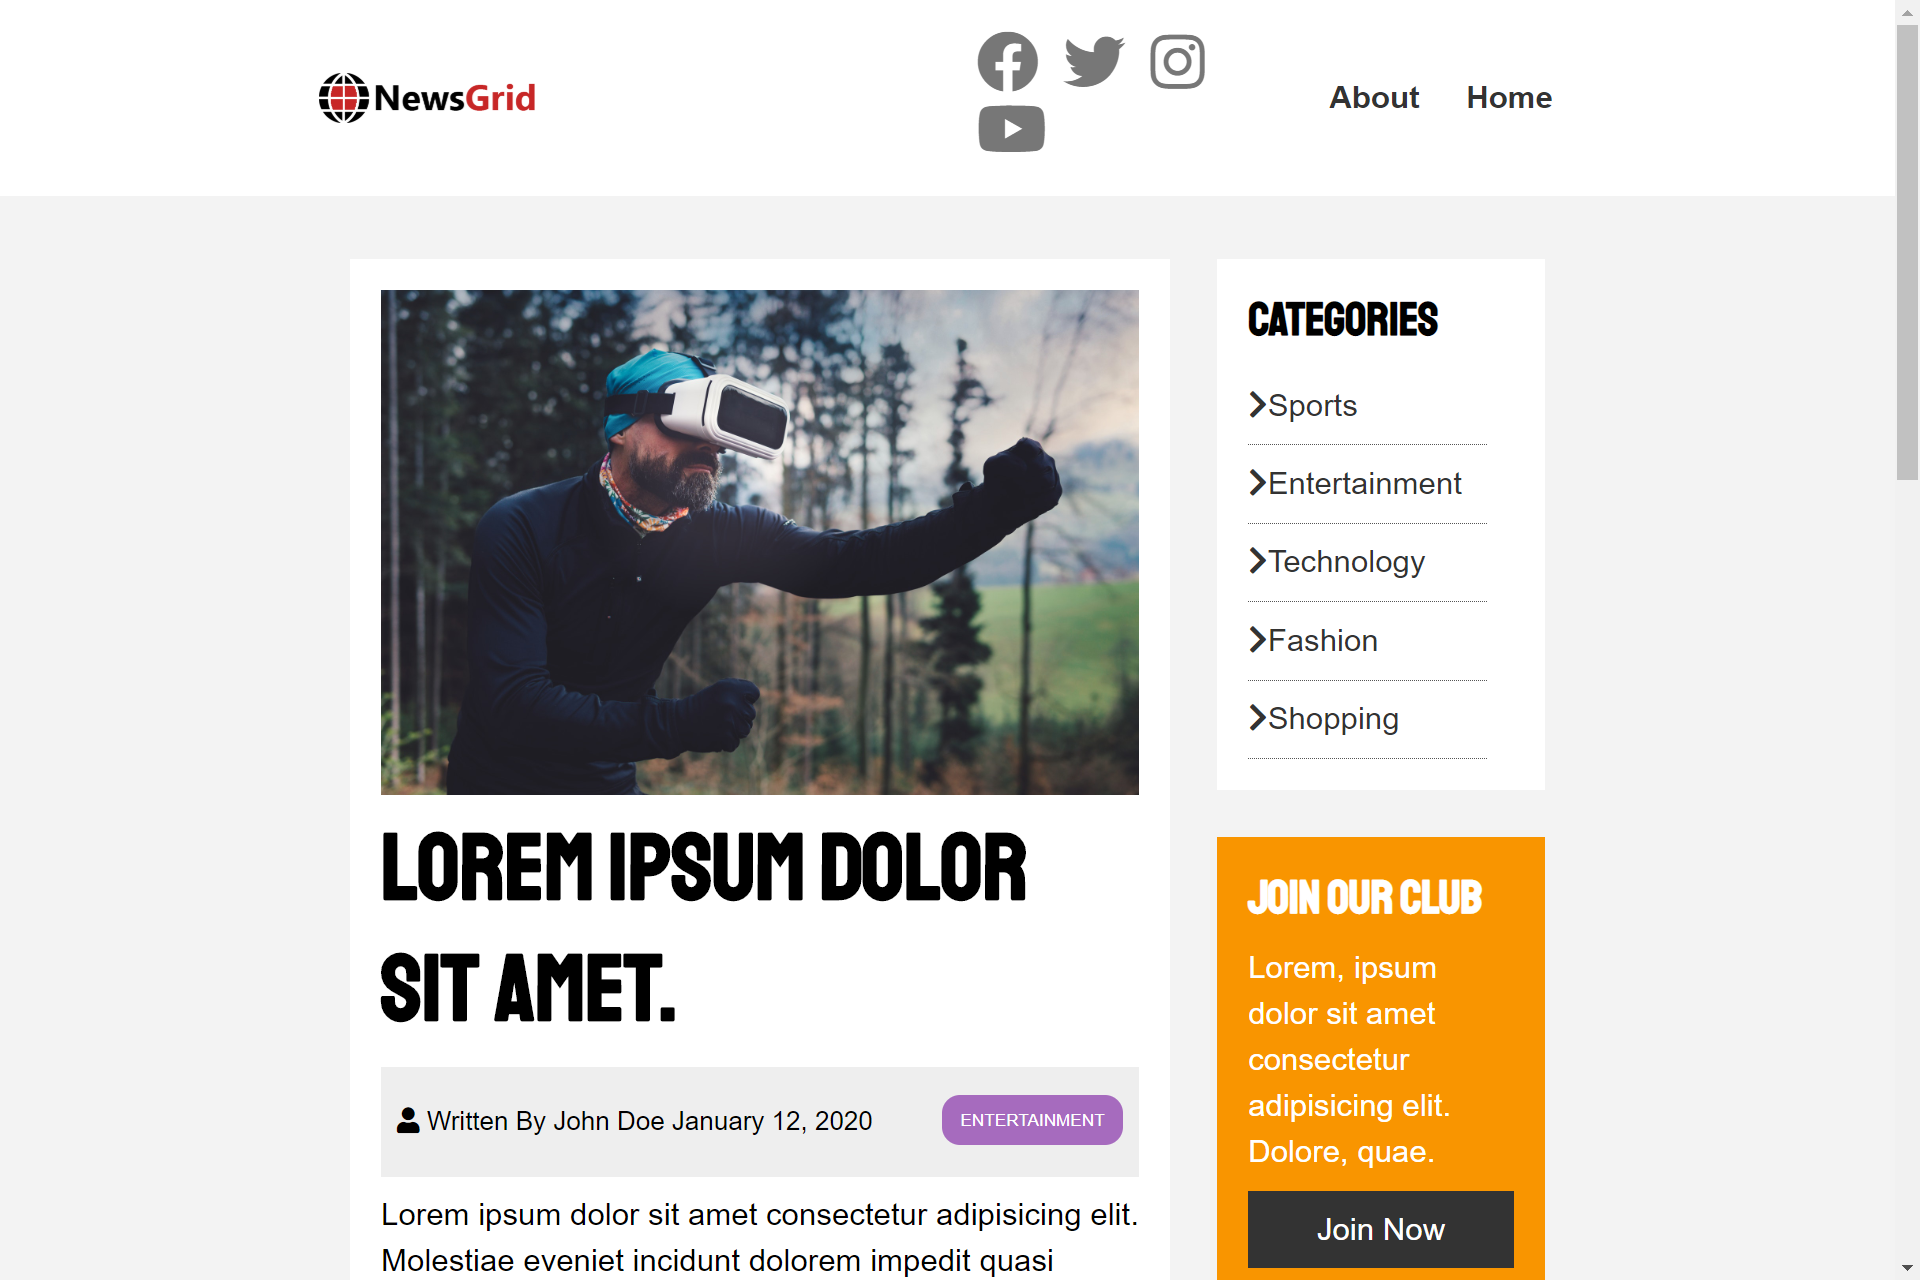 NewsGrid
About Home
LOREM IPSUM DOLOR
SIT AMET.
Written By John Doe January 12, 2020
ENTERTAINMENT
Lorem ipsum dolor sit amet consectetur adipisicing elit.
Molestiae eveniet incidunt dolorem impedit quasi
CATEGORIES
Sports
Entertainment
Technology
Fashion
Shopping
JOIN OUR CLUB
Lorem, ipsum
dolor sit amet
consectetur
adipisicing elit.
Dolore, quae.
Join Now